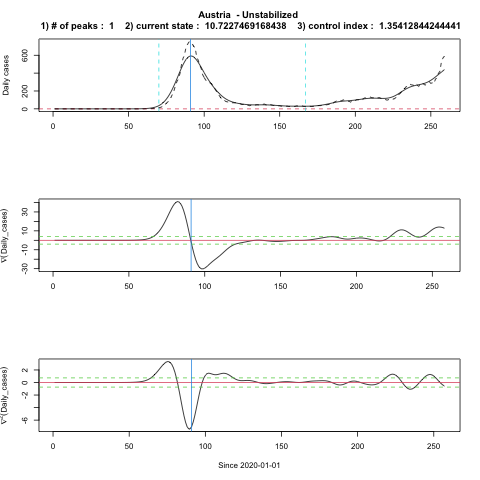 Austria - Unstabilized
1) # of peaks : 1 2) current state : 10.7227469168438 3) control index : 1.35412844244441
Daily cases
600
200
0
0 50 100 150 200 250
∇(Daily_cases)
30
10
-10
-30
0 50 100 150 200 250
∇²(Daily_cases)
2
0
-2
-6
0 50 100 150 200 250
Since 2020-01-01